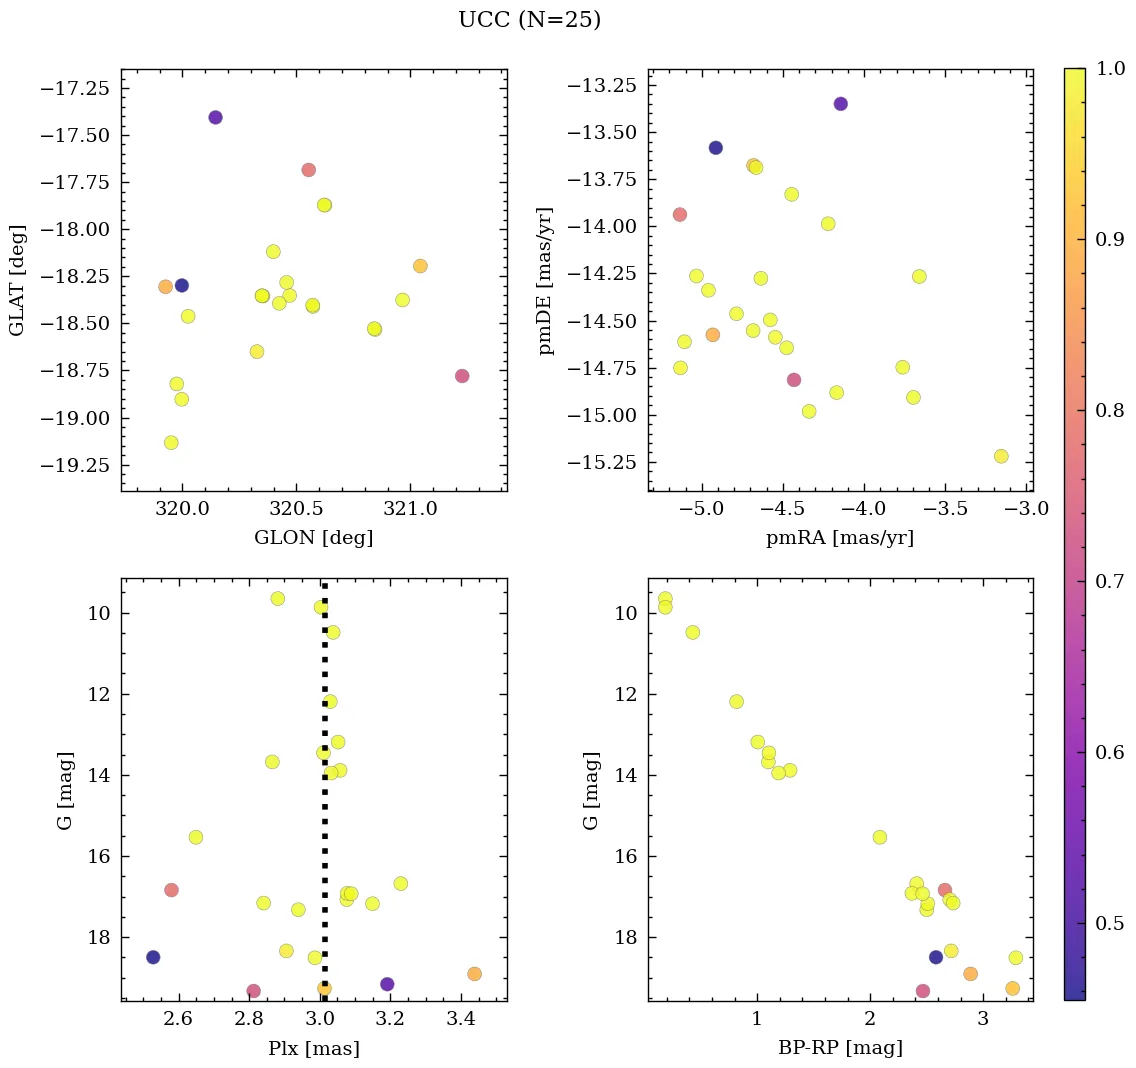 UCC (N=25)
−17.25
−17.50
−17.75
−18.00
−18.25
−18.50
−18.75
−19.00
−19.25
GLAT [deg]
320.0 320.5 321.0
GLON [deg]
−13.25
−13.50
−13.75
−14.00
−14.25
−14.50
−14.75
−15.00
−15.25
pmDE [mas/yr]
−5.0 −4.5 −4.0 −3.5 −3.0
pmRA [mas/yr]
10
12
14
16
18
G [mag]
2.6 2.8 3.0 3.2 3.4
Plx [mas]
10
12
14
16
18
G [mag]
1 2 3
BP-RP [mag]
1.0
0.9
0.8
0.7
0.6
0.5